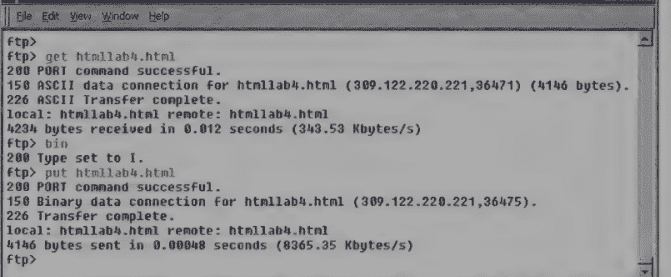 File Edit View Window Help
ftp>
ftp> get htmllab4.html
200 PORT command successful.
150 ASCII data connection for htmllab4.html (309.122.220.221,36471) (4146 bytes).
226 ASCII Transfer complete.
local: htmllab4.html remote: htmllab4.html
4234 bytes received in 0.012 seconds (343.53 Kbytes/s)
ftp> bin
200 Type set to I.
ftp> put htmllab4.html
200 PORT command successful.
150 Binary data connection for htmllab4.html (309.122.220.221,36475).
226 Transfer complete.
local: htmllab4.html remote: htmllab4.html
4146 bytes sent in 0.00048 seconds (8365.35 Kbytes/s)
ftp>